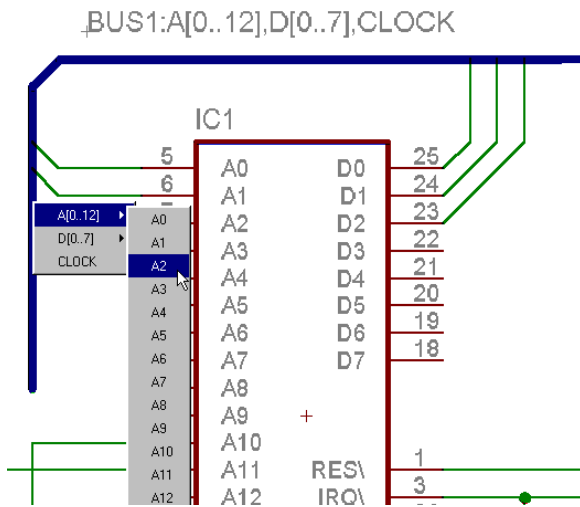 BUS1:A[0..12],D[0..7],CLOCK
IC1
5 A0 D0 25
6 A1 D1 24
A2 D2 23
A3 D3 22
A4 D4 21
A5 D5 20
A6 D6 19
A7 D7 18
A8
A9
A10
A11 RES\ 1
A12 IRQ\ 3
A[0..12]
D[0..7]
CLOCK
A0
A1
A2
A3
A4
A5
A6
A7
A8
A9
A10
A11
A12